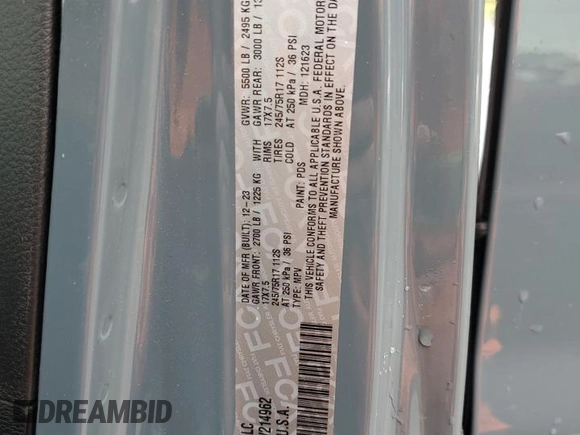 LC
DATE OF MFR (BUILT): 12-23 GVWR: 5500 LB / 2495 KG
GAWR FRONT: 2700 LB / 1225 KG WITH GAWR REAR: 3000 LB /
17X7.5 RIMS 17X7.5
245/75R17 112S TIRES 245/75R17 112S
AT 250 kPa / 36 PSI COLD AT 250 kPa / 36 PSI
214962 TYPE: MPV PAINT: PDS MDH: 121623
U.S.A. THIS VEHICLE CONFORMS TO ALL APPLICABLE U.S.A. FEDERAL MOTOR
SAFETY AND THEFT PREVENTION STANDARDS IN EFFECT ON THE DA
MANUFACTURE SHOWN ABOVE.
DREAMBID